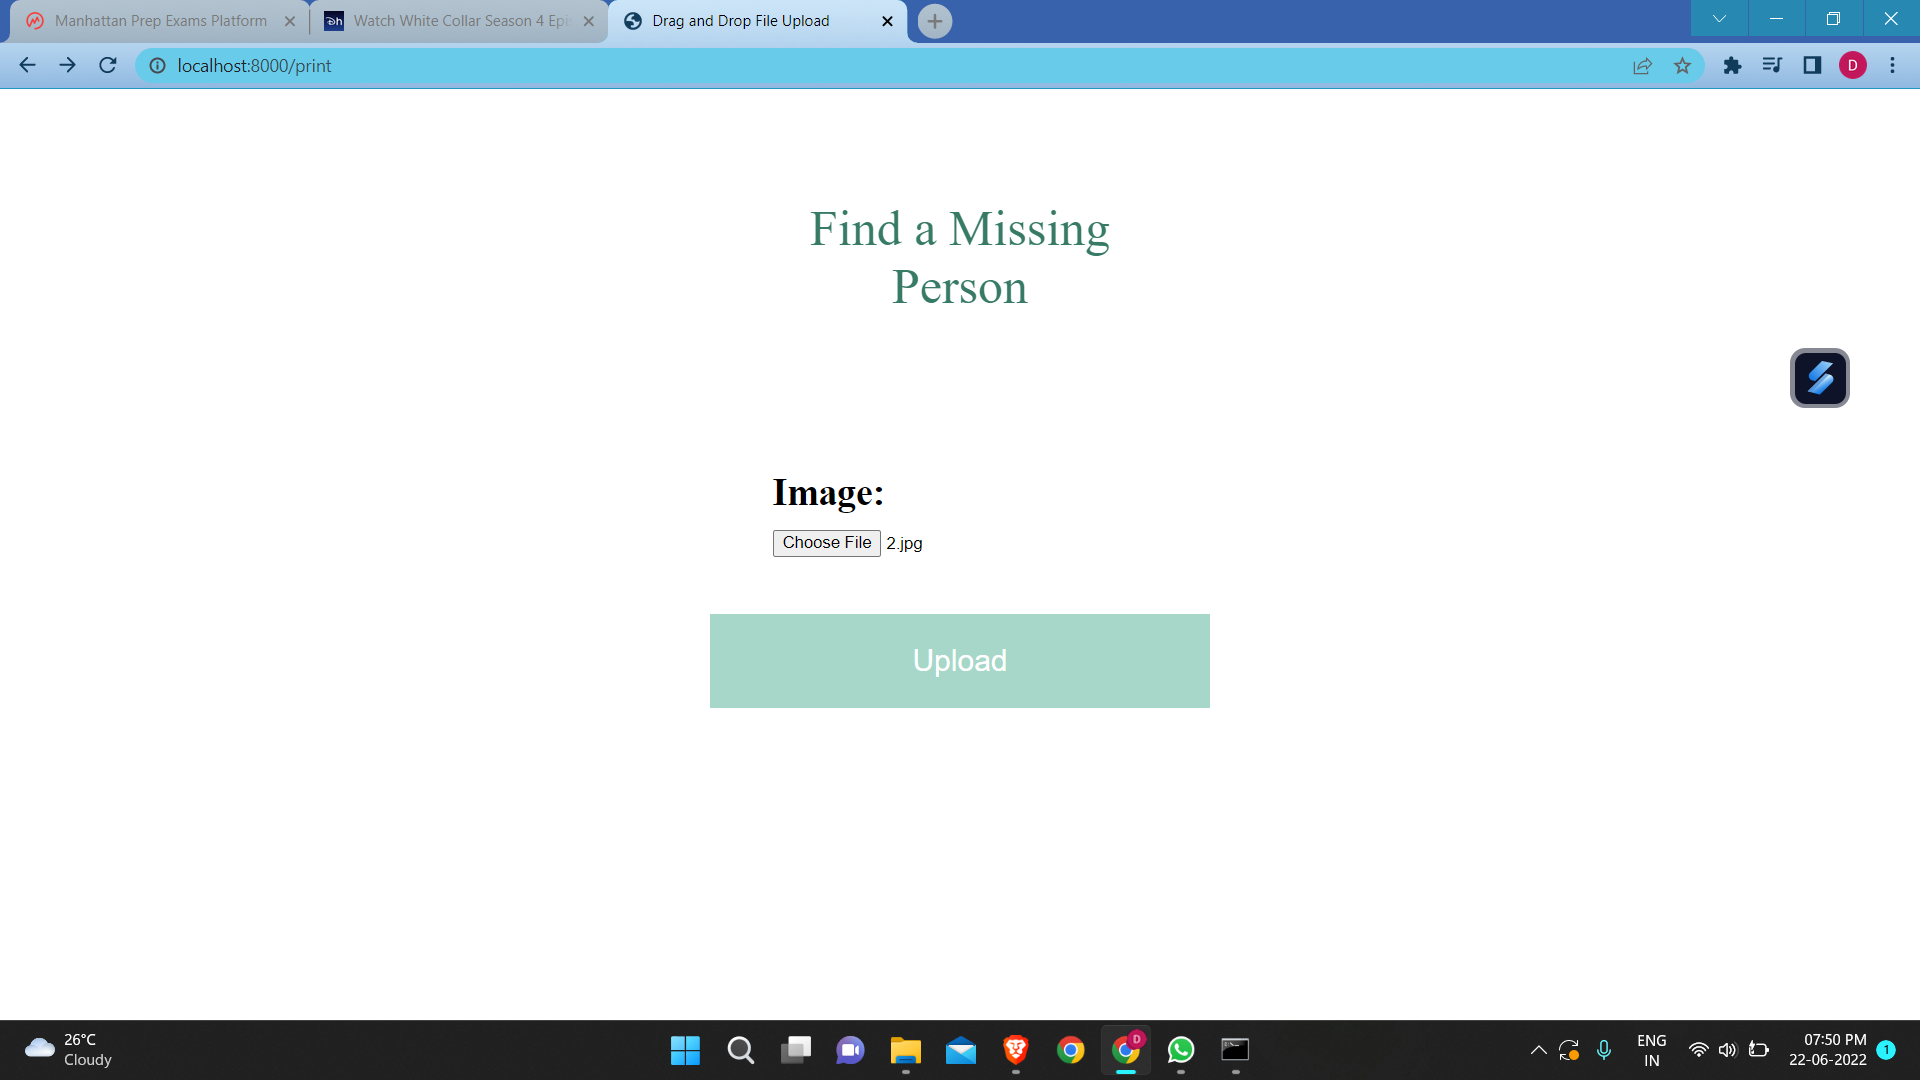 Manhattan Prep Exams Platform
Dh
Watch White Collar Season 4 Epi
Drag and Drop File Upload
localhost:8000/print
D
Find a Missing
Person
Image:
Choose File 2.jpg
Upload
26°C
Cloudy
D
ENG
IN
07:50 PM
22-06-2022
1